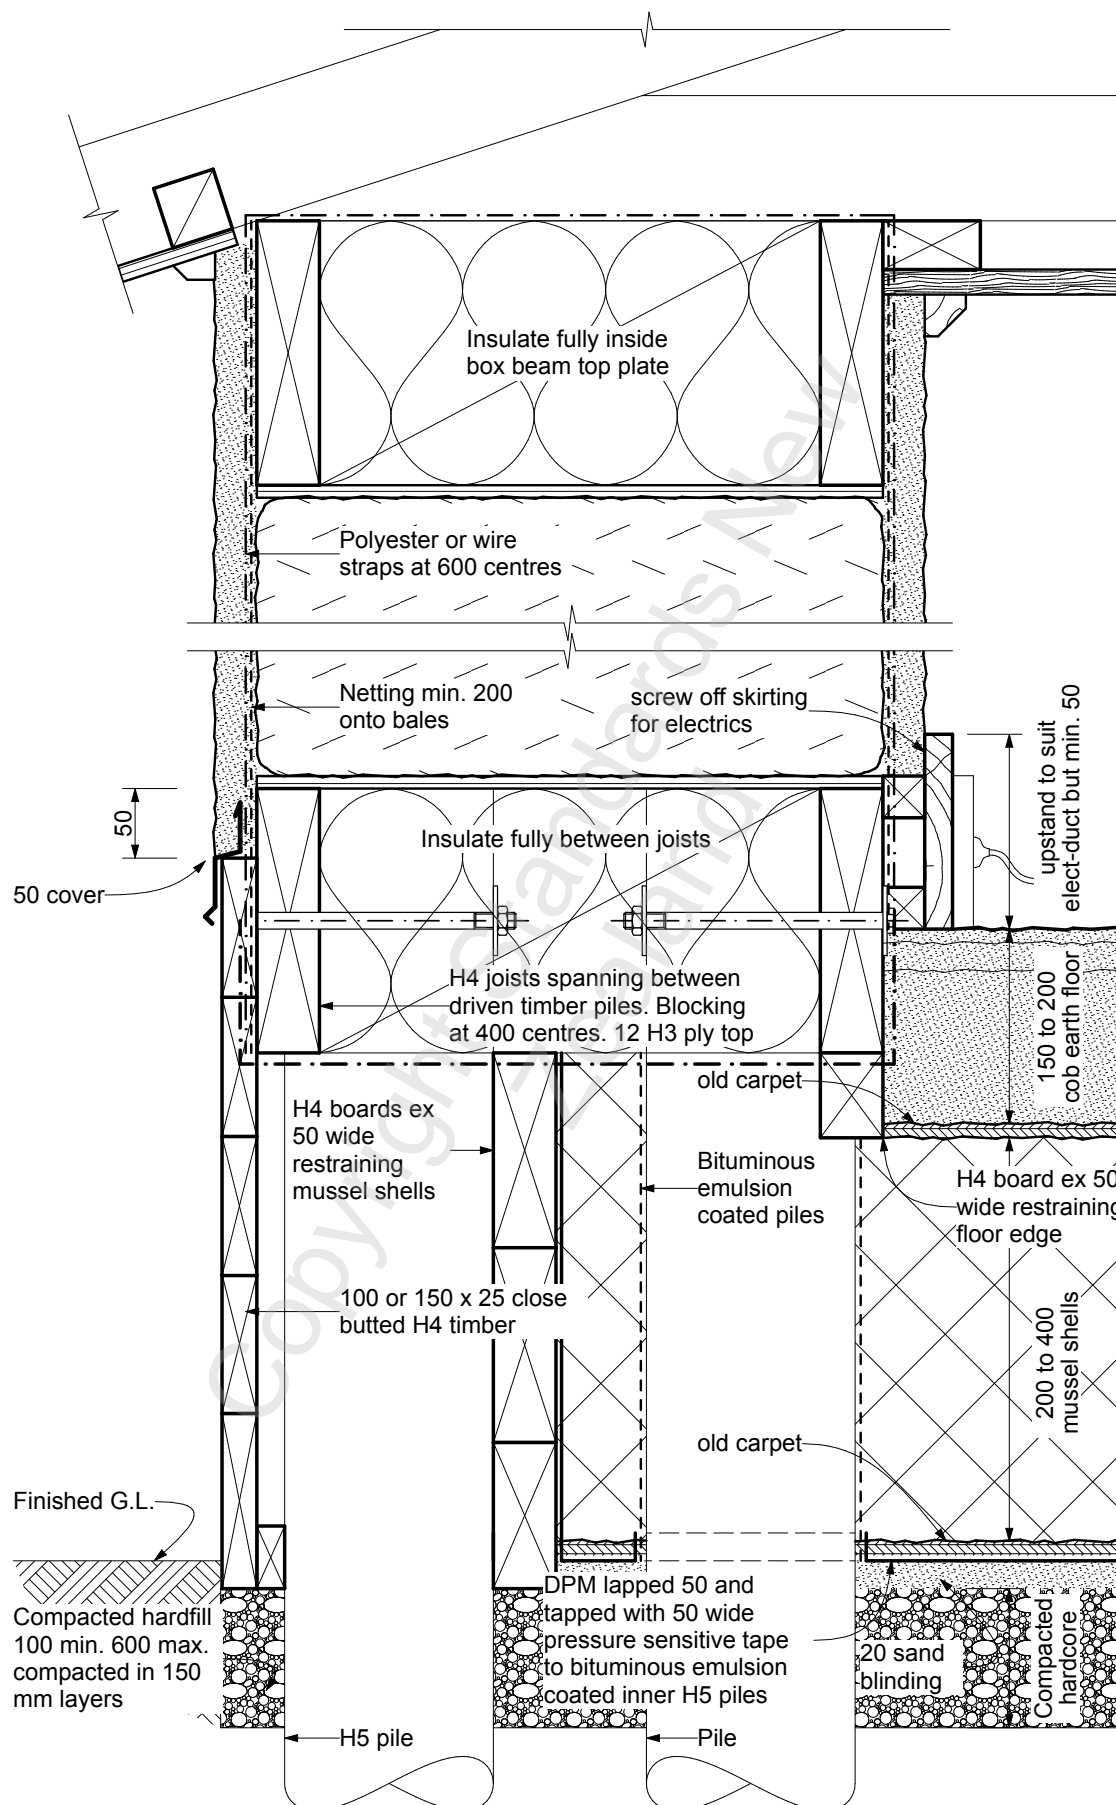 Insulate fully inside
box beam top plate
Polyester or wire
straps at 600 centres
Netting min. 200
onto bales
screw off skirting
for electrics
upstand to suit
elect-duct but min. 50
50
Insulate fully between joists
50 cover
H4 joists spanning between
driven timber piles. Blocking
at 400 centres. 12 H3 ply top
150 to 200
cob earth floor
old carpet
H4 boards ex
50 wide
restraining
mussel shells
Bituminous
emulsion
coated piles
H4 board ex 50
wide restraining
floor edge
100 or 150 x 25 close
butted H4 timber
200 to 400
mussel shells
old carpet
Finished G.L.
Compacted hardfill
100 min. 600 max.
compacted in 150
mm layers
DPM lapped 50 and
tapped with 50 wide
pressure sensitive tape
to bituminous emulsion
coated inner H5 piles
20 sand
blinding
Compacted
hardcore
H5 pile
Pile
Copyright Standards New
Zealand